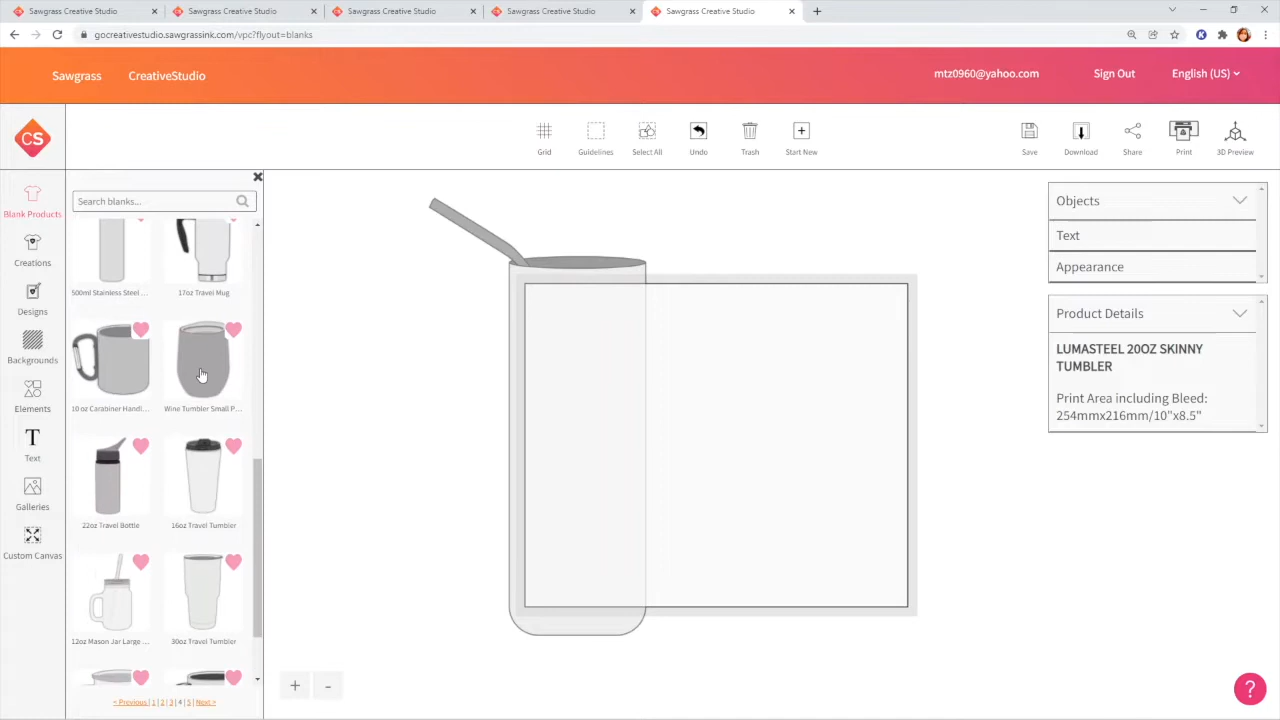 Sawgrass Creative Studio
Sawgrass Creative Studio
Sawgrass Creative Studio
Sawgrass Creative Studio
Sawgrass Creative Studio
gocreativestudio.sawgrassink.com/vpc?flyout=blanks
Sawgrass
CreativeStudio
mtz0960@yahoo.com
Sign Out
English (US)
CS
Grid
Guidelines
Select All
Undo
Trash
Start New
Save
Download
Share
Print
3D Preview
Blank Products
Creations
Designs
Backgrounds
Elements
T
Text
Galleries
Custom Canvas
Search blanks...
500ml Stainless Steel ...
17oz Travel Mug
10 oz Carabiner Handl...
Wine Tumbler Small P...
22oz Travel Bottle
16oz Travel Tumbler
12oz Mason Jar Large ...
30oz Travel Tumbler
< Previous | 1 | 2 | 3 | 4 | 5 | Next >
+
-
Objects
Text
Appearance
Product Details
LUMASTEEL 20OZ SKINNY
TUMBLER
Print Area including Bleed:
254mmx216mm/10"x8.5"
?